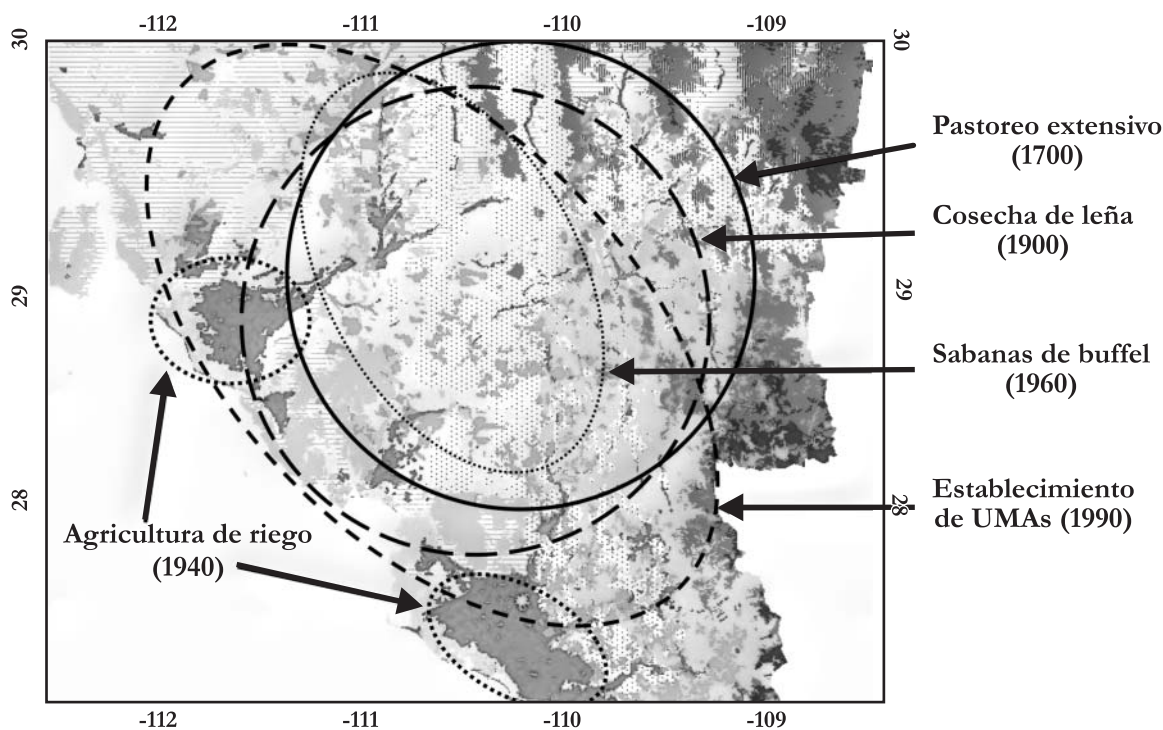 -112 -111 -110 -109
30 30
Pastoreo extensivo
(1700)
Cosecha de leña
(1900)
29 29
Sabanas de buffel
(1960)
28 28
Establecimiento
de UMAs (1990)
Agricultura de riego
(1940)
-112 -111 -110 -109